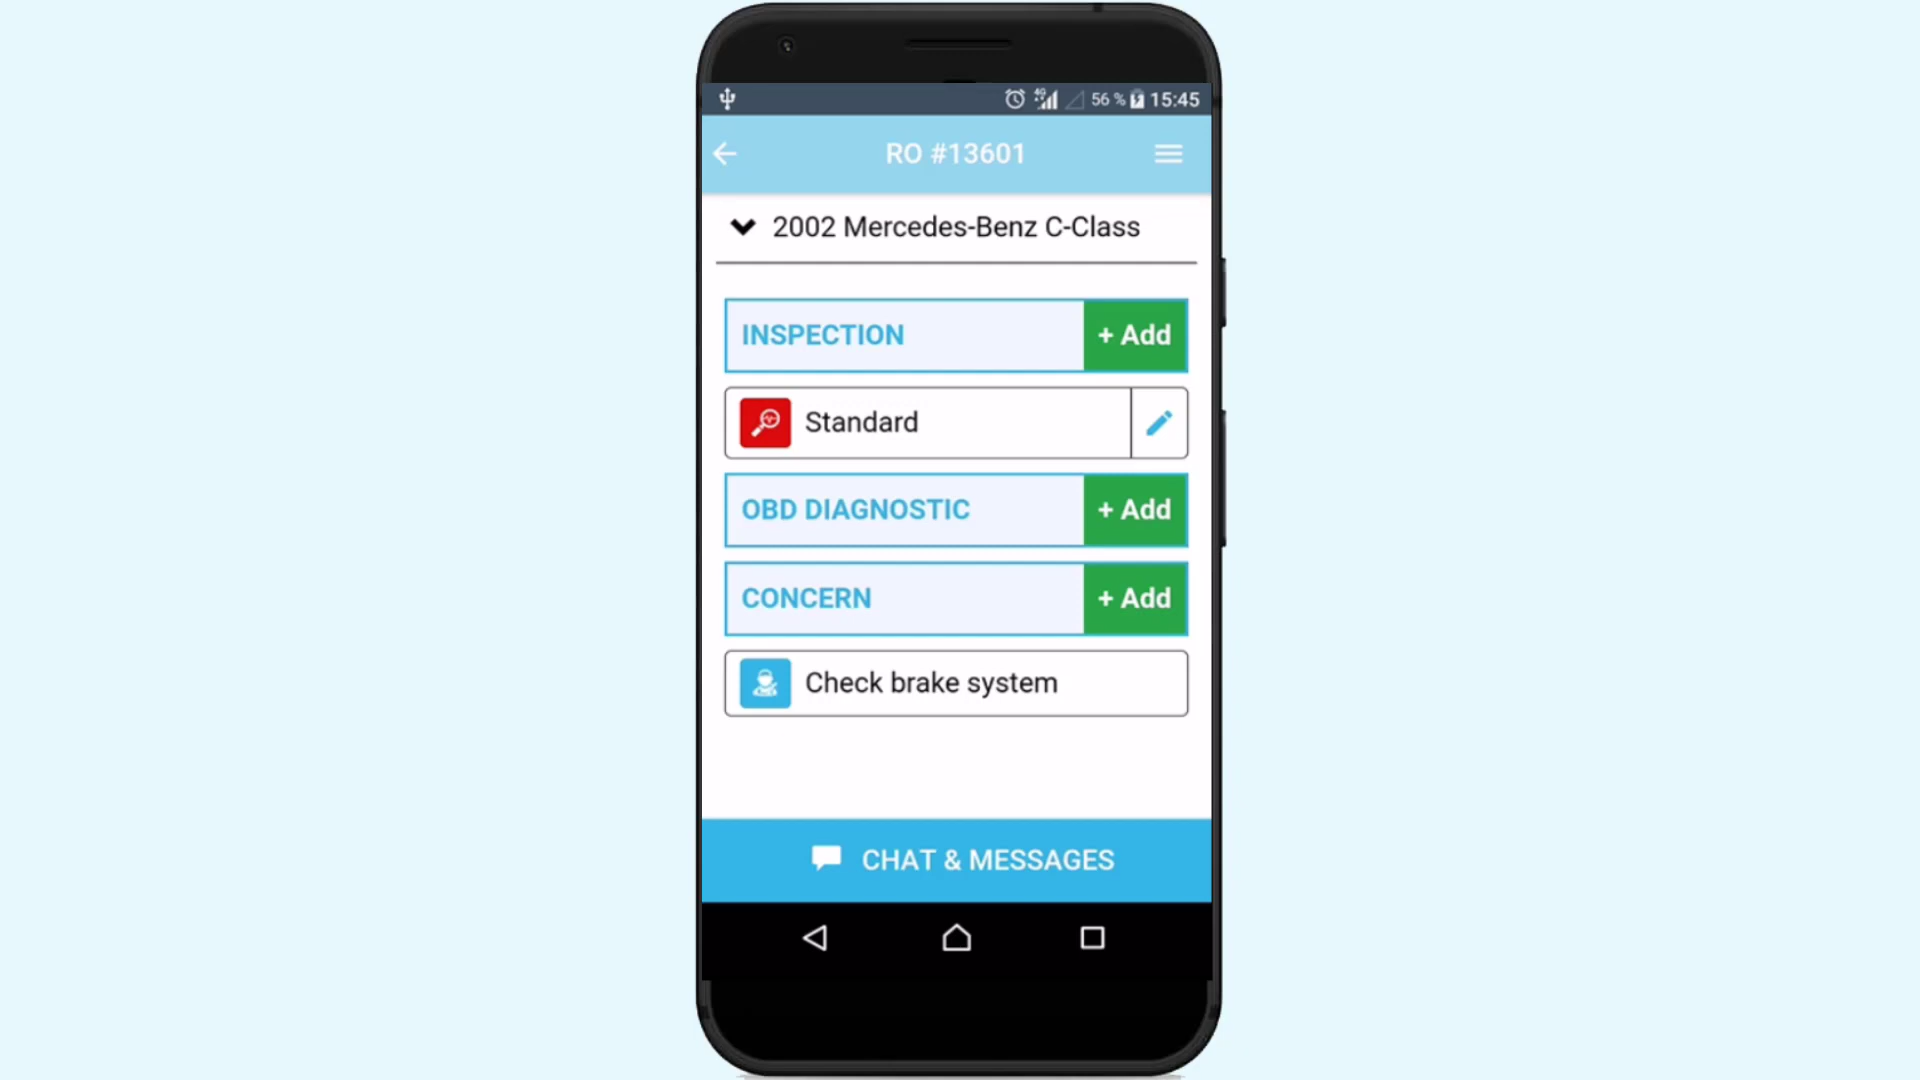 4G 56 % 15:45
RO #13601
2002 Mercedes-Benz C-Class
INSPECTION + Add
Standard
OBD DIAGNOSTIC + Add
CONCERN + Add
Check brake system
CHAT & MESSAGES